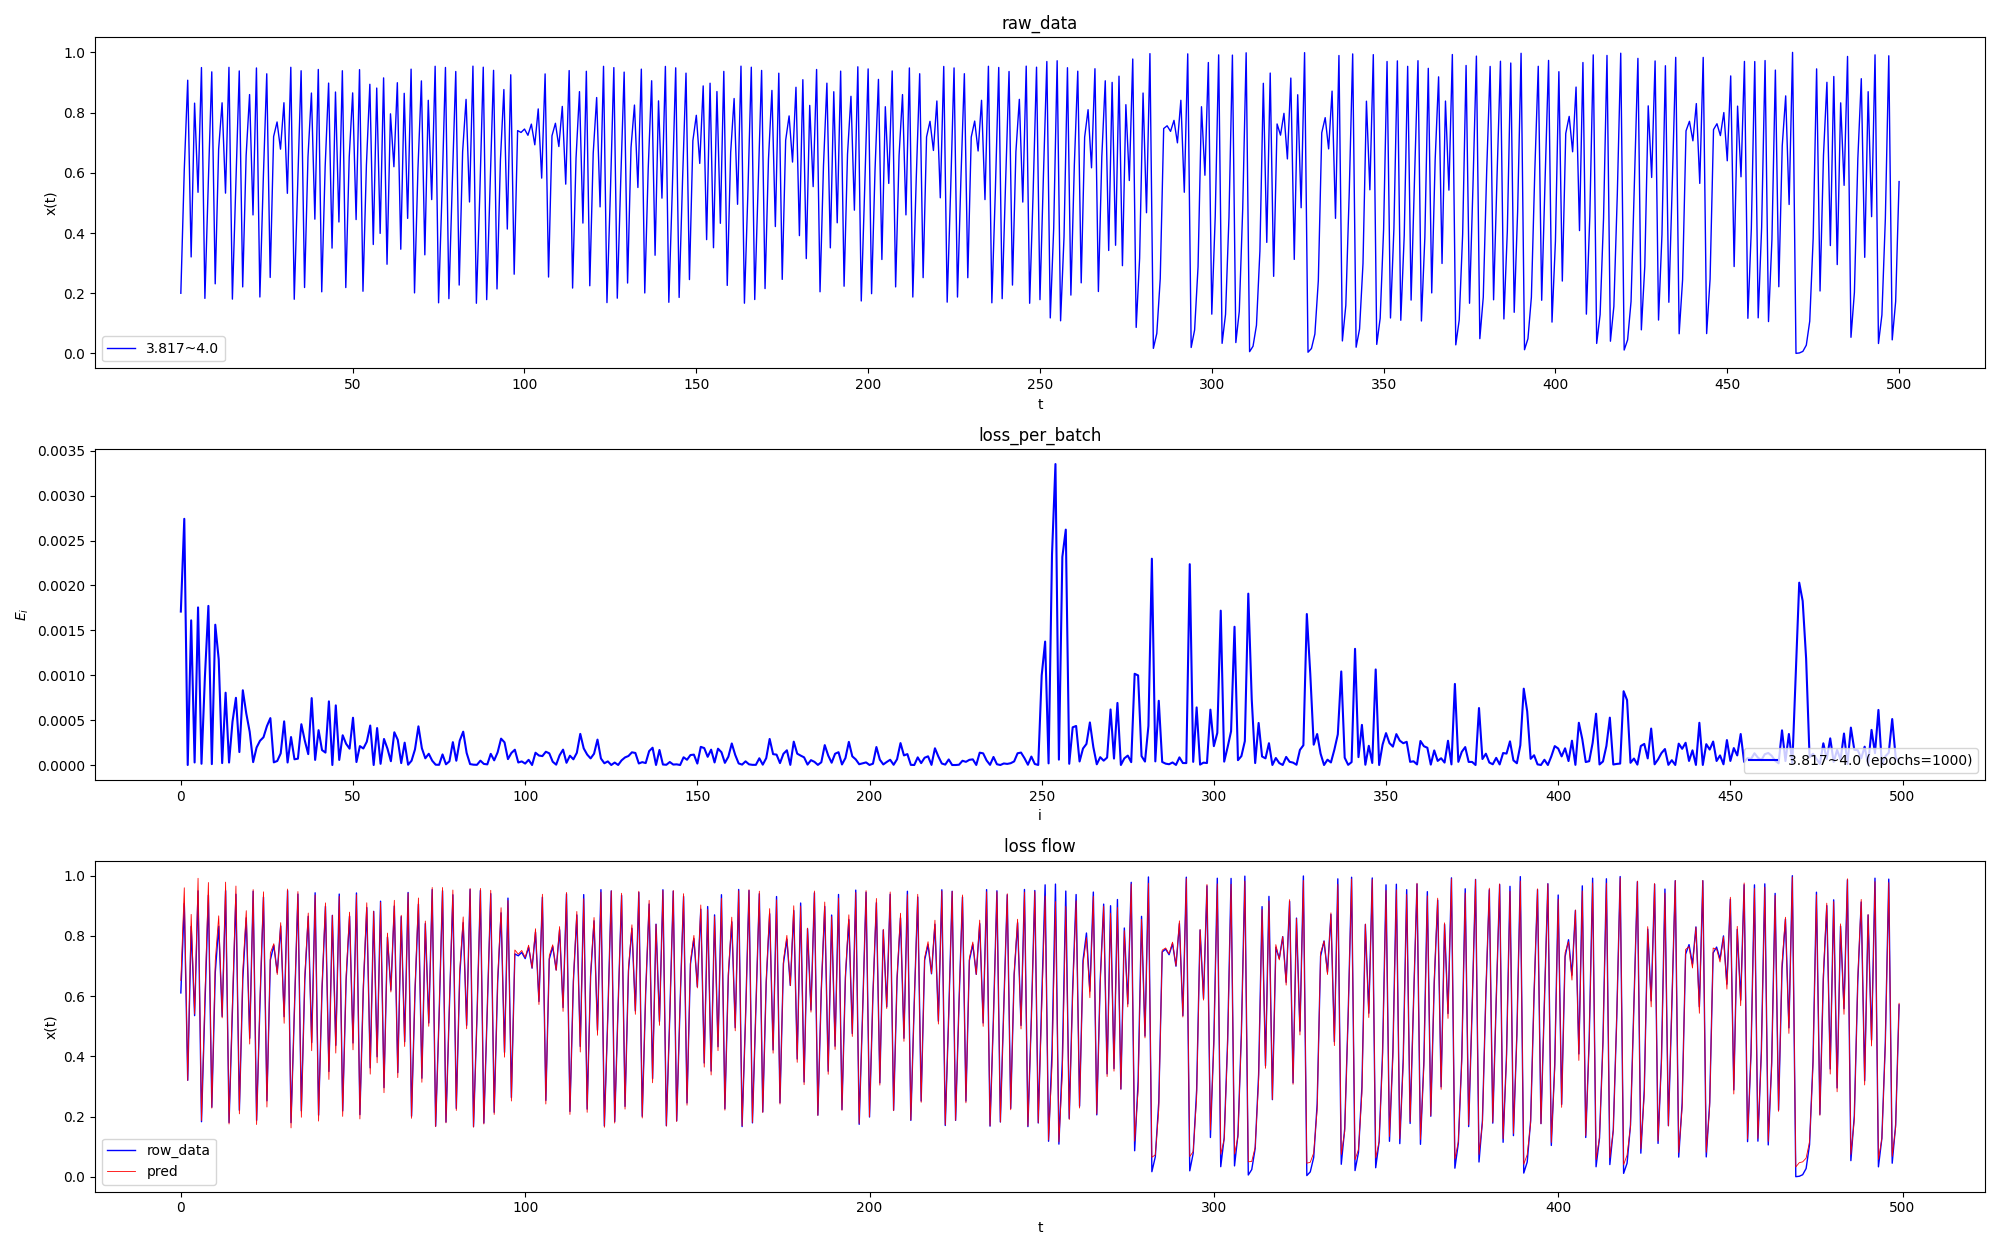 raw_data
1.0
0.8
0.6
0.4
0.2
0.0
x(t)
3.817~4.0
50 100 150 200 250 300 350 400 450 500
t
loss_per_batch
0.0035
0.0030
0.0025
0.0020
0.0015
0.0010
0.0005
0.0000
E_i
3.817~4.0 (epochs=1000)
0 50 100 150 200 250 300 350 400 450 500
i
loss flow
1.0
0.8
0.6
0.4
0.2
0.0
x(t)
row_data
pred
0 100 200 300 400 500
t